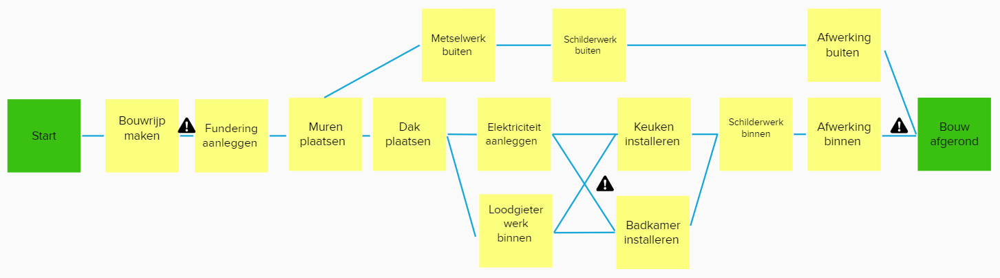 Metselwerk
buiten
Schilderwerk
buiten
Afwerking
buiten
Start
Bouwrijp
maken
Fundering
aanleggen
Muren
plaatsen
Dak
plaatsen
Elektriciteit
aanleggen
Keuken
installeren
Schilderwerk
binnen
Afwerking
binnen
Bouw
afgerond
Loodgieter
werk
binnen
Badkamer
installeren